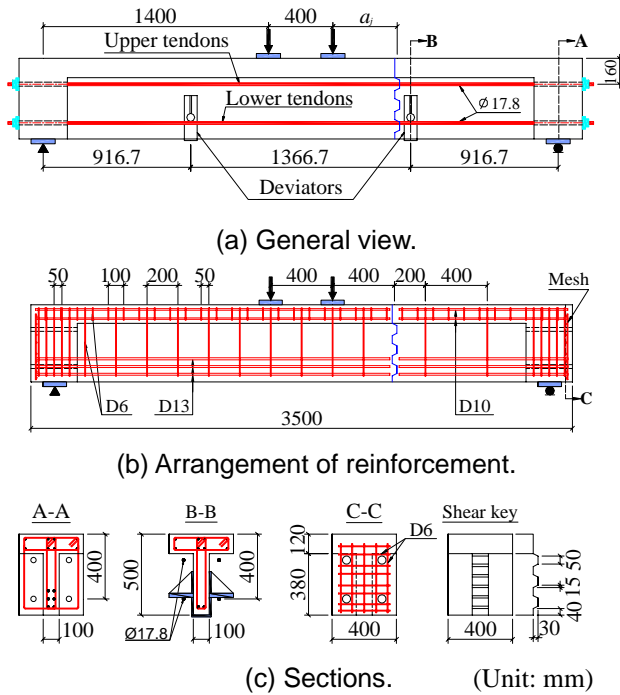 1400 400 aⱼ
B A
Upper tendons
160
Lower tendons
Ø17.8
916.7 1366.7 916.7
Deviators
(a) General view.
50 100 200 50 400 400 200 400
Mesh
D6 D13 D10
C
3500
(b) Arrangement of reinforcement.
A-A B-B C-C Shear key
D6
400 500 400 120 380 50 15 40
Ø17.8
100 100 400 400 30
(c) Sections. (Unit: mm)